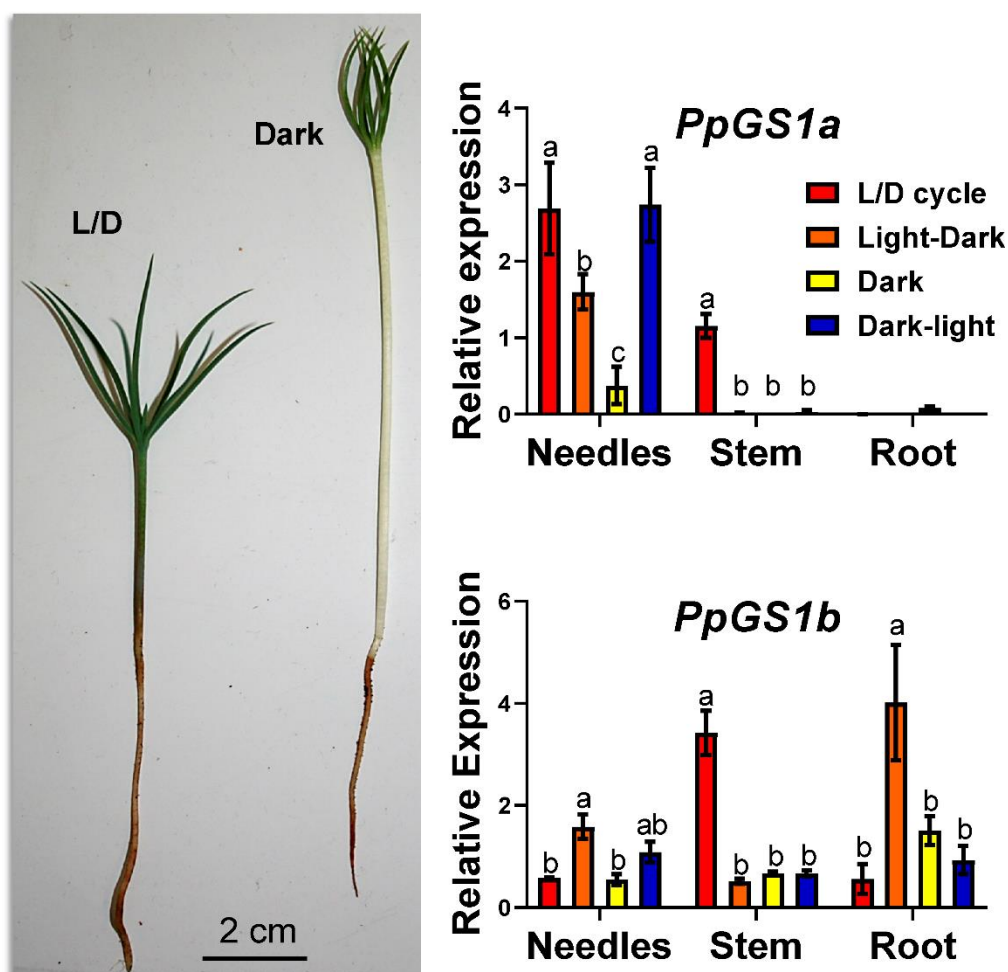 Dark
L/D
2 cm
PpGS1a
Relative expression
4
3
2
1
0
a
b
c
a
a
b b b
L/D cycle
Light-Dark
Dark
Dark-light
Needles Stem Root
PpGS1b
Relative Expression
6
4
2
0
b
a
b
ab
a
b
b
b
b
a
b
b
Needles Stem Root